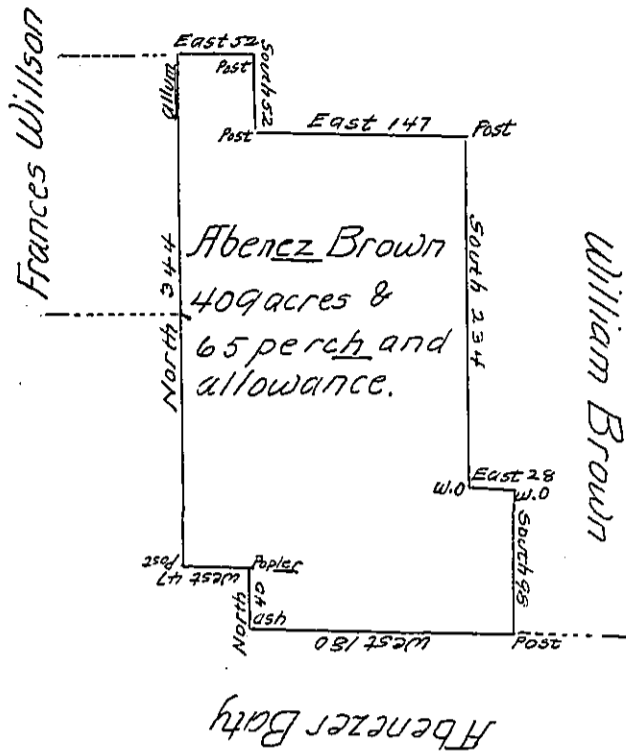 Frances Willson
allum
East 52
Post
South 52
Post
East 147
Post
North 344
Abenez Brown
409 acres &
65 perch and
allowance.
South 234
William Brown
W.O
East 28
W.O
South 98
Post
West 47
Popler
North 40
ash
West 180
Post
Abenezer Baty